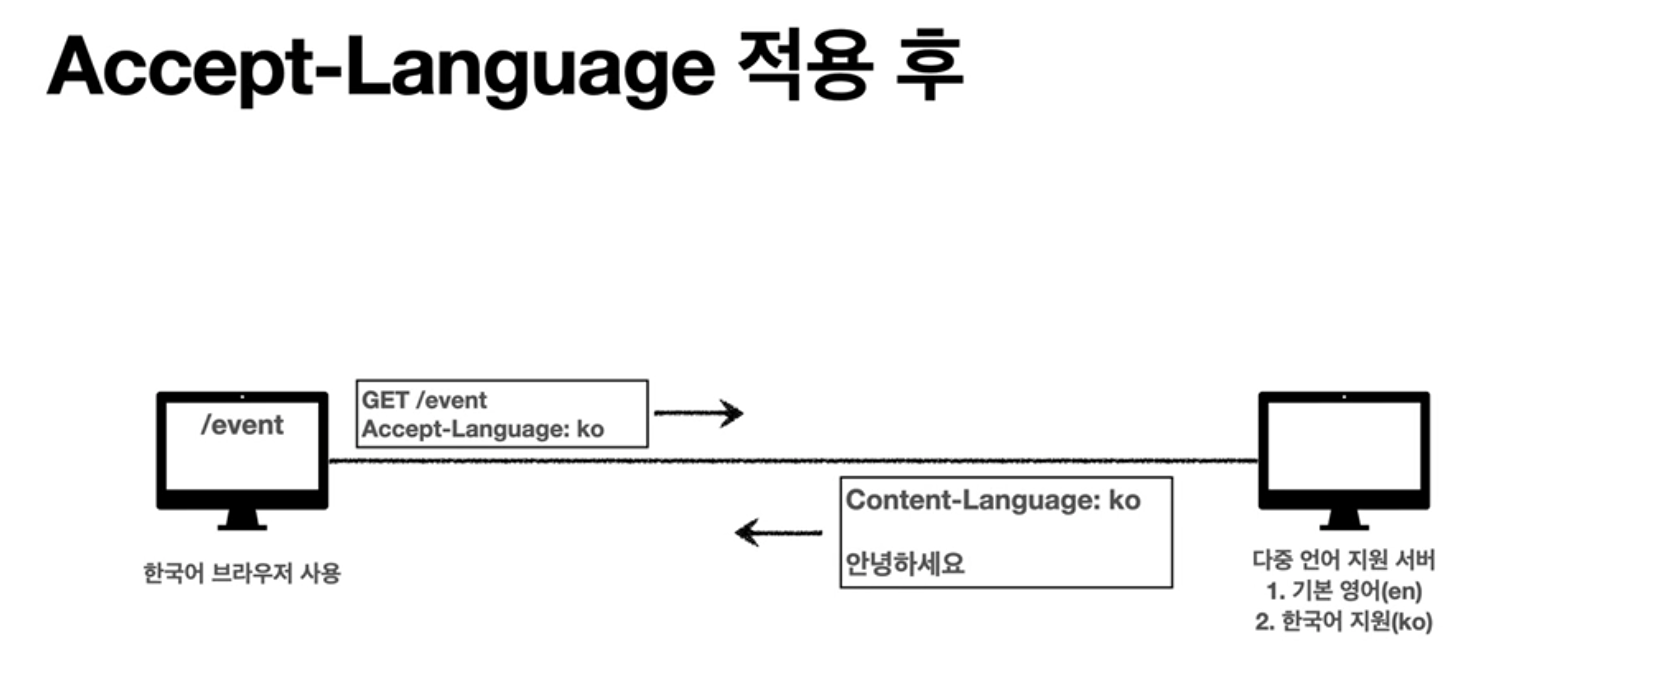 Accept-Language 적용 후
/event
GET /event
Accept-Language: ko
Content-Language: ko
안녕하세요
한국어 브라우저 사용
다중 언어 지원 서버
1. 기본 영어(en)
2. 한국어 지원(ko)